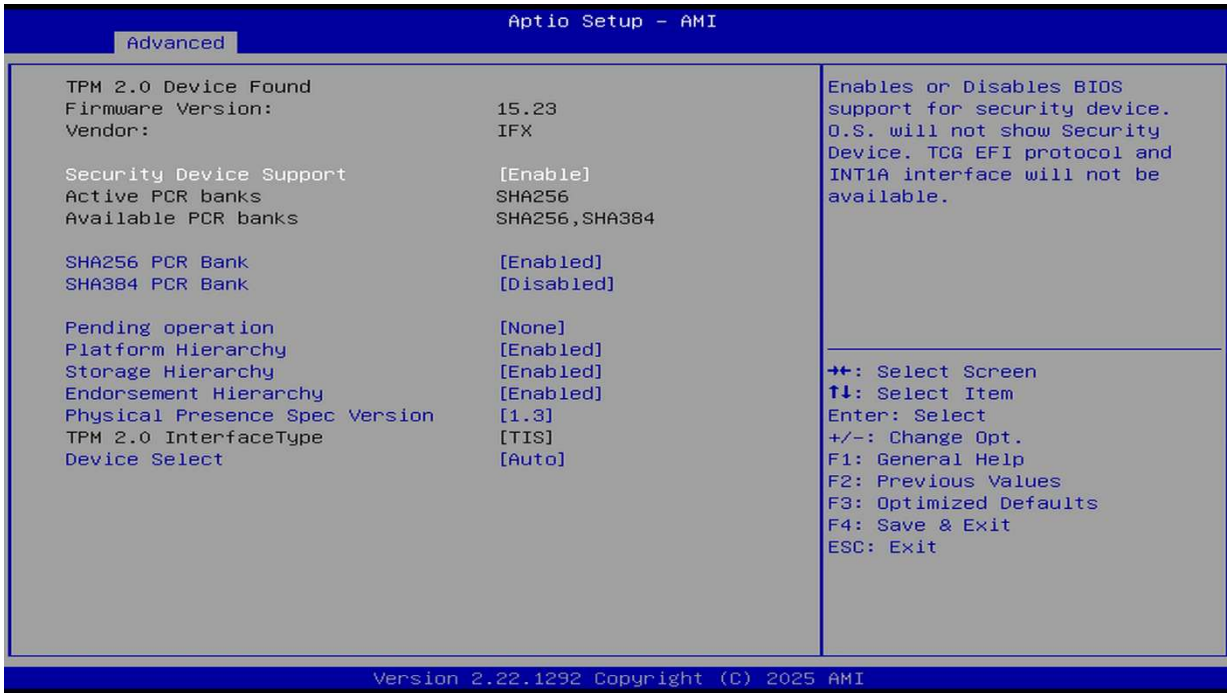 Aptio Setup - AMI
Advanced
TPM 2.0 Device Found
Firmware Version: 15.23
Vendor: IFX
Security Device Support [Enable]
Active PCR banks SHA256
Available PCR banks SHA256,SHA384
SHA256 PCR Bank [Enabled]
SHA384 PCR Bank [Disabled]
Pending operation [None]
Platform Hierarchy [Enabled]
Storage Hierarchy [Enabled]
Endorsement Hierarchy [Enabled]
Physical Presence Spec Version [1.3]
TPM 2.0 InterfaceType [TIS]
Device Select [Auto]
Enables or Disables BIOS
support for security device.
O.S. will not show Security
Device. TCG EFI protocol and
INT1A interface will not be
available.
→←: Select Screen
↑↓: Select Item
Enter: Select
+/-: Change Opt.
F1: General Help
F2: Previous Values
F3: Optimized Defaults
F4: Save & Exit
ESC: Exit
Version 2.22.1292 Copyright (C) 2025 AMI